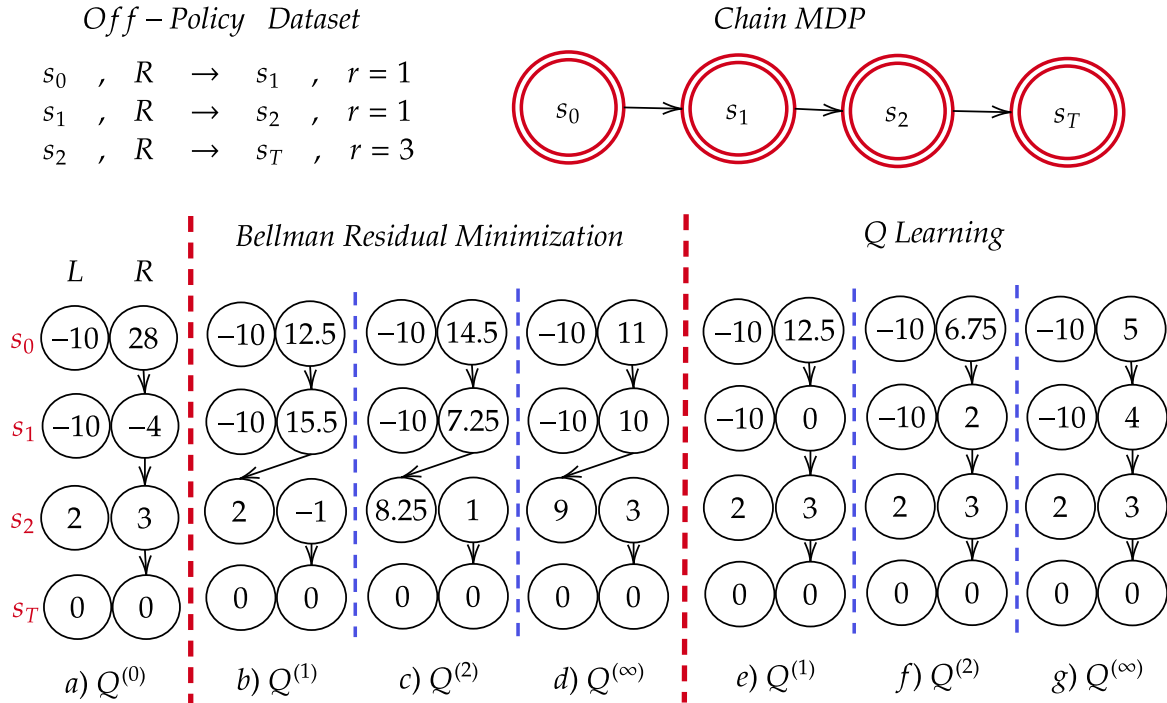 Off − Policy Dataset
s₀ , R → s₁ , r = 1
s₁ , R → s₂ , r = 1
s₂ , R → s_T , r = 3
Chain MDP
s₀ s₁ s₂ s_T
Bellman Residual Minimization
Q Learning
L R
s₀ −10 28 −10 12.5 −10 14.5 −10 11 −10 12.5 −10 6.75 −10 5
s₁ −10 −4 −10 15.5 −10 7.25 −10 10 −10 0 −10 2 −10 4
s₂ 2 3 2 −1 8.25 1 9 3 2 3 2 3 2 3
s_T 0 0 0 0 0 0 0 0 0 0 0 0 0 0
a) Q⁽⁰⁾ b) Q⁽¹⁾ c) Q⁽²⁾ d) Q⁽∞⁾ e) Q⁽¹⁾ f) Q⁽²⁾ g) Q⁽∞⁾